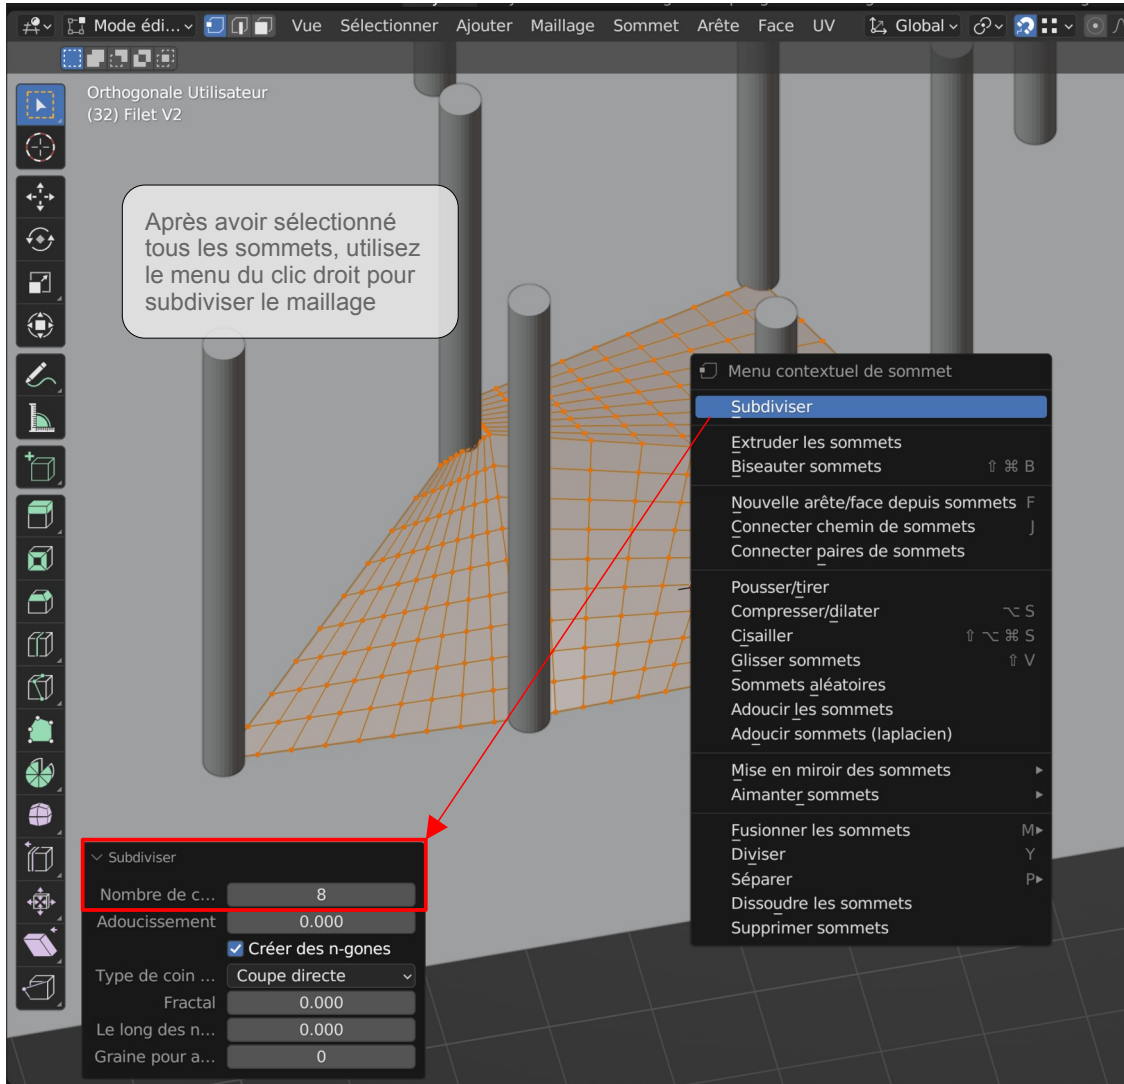 Mode édi... Vue Sélectionner Ajouter Maillage Sommet Arête Face UV Global
Orthogonale Utilisateur
(32) Filet V2
Après avoir sélectionné
tous les sommets, utilisez
le menu du clic droit pour
subdiviser le maillage
Menu contextuel de sommet
Subdiviser
Extruder les sommets
Biseauter sommets ⇧ ⌘ B
Nouvelle arête/face depuis sommets F
Connecter chemin de sommets J
Connecter paires de sommets
Pousser/tirer
Compresser/dilater ⌥ S
Cisailler ⇧ ⌥ ⌘ S
Glisser sommets ⇧ V
Sommets aléatoires
Adoucir les sommets
Adoucir sommets (laplacien)
Mise en miroir des sommets
Aimanter sommets
Fusionner les sommets M
Diviser Y
Séparer P
Dissoudre les sommets
Supprimer sommets
Subdiviser
Nombre de c... 8
Adoucissement 0.000
Créer des n-gones
Type de coin ... Coupe directe
Fractal 0.000
Le long des n... 0.000
Graine pour a... 0